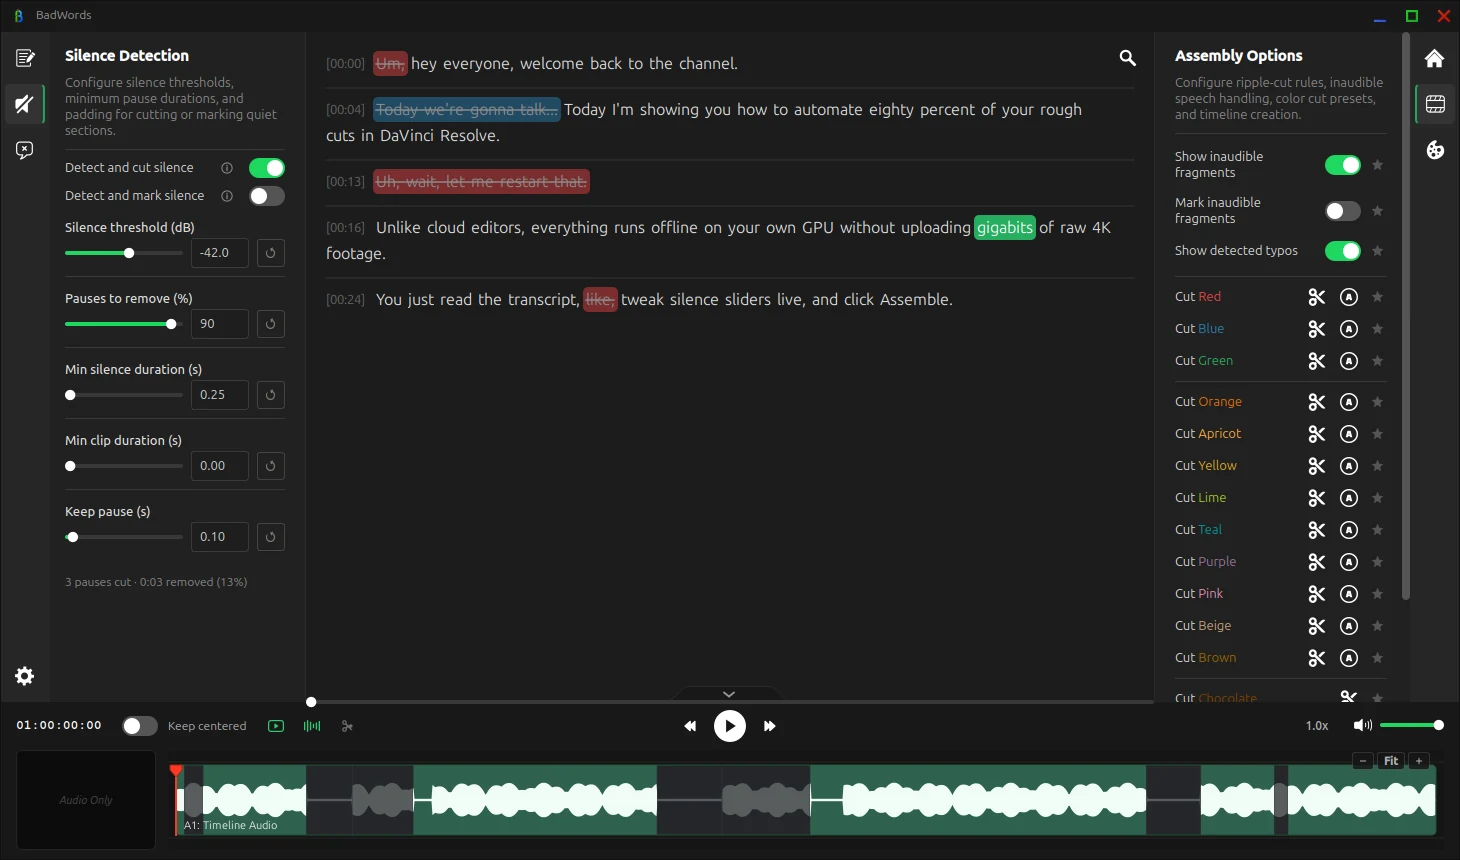 BadWords
Silence Detection
Configure silence thresholds,
minimum pause durations, and
padding for cutting or marking quiet
sections.
Detect and cut silence
Detect and mark silence
Silence threshold (dB)
-42.0
Pauses to remove (%)
90
Min silence duration (s)
0.25
Min clip duration (s)
0.00
Keep pause (s)
0.10
3 pauses cut · 0:03 removed (13%)
[00:00] Um, hey everyone, welcome back to the channel.
[00:04] Today we're gonna talk... Today I'm showing you how to automate eighty percent of your rough
cuts in DaVinci Resolve.
[00:13] Uh, wait, let me restart that.
[00:16] Unlike cloud editors, everything runs offline on your own GPU without uploading gigabits of raw 4K
footage.
[00:24] You just read the transcript, like, tweak silence sliders live, and click Assemble.
Assembly Options
Configure ripple-cut rules, inaudible
speech handling, color cut presets,
and timeline creation.
Show inaudible
fragments
Mark inaudible
fragments
Show detected typos
Cut Red A
Cut Blue A
Cut Green A
Cut Orange A
Cut Apricot A
Cut Yellow A
Cut Lime A
Cut Teal A
Cut Purple A
Cut Pink A
Cut Beige A
Cut Brown A
Cut Chocolate
01:00:00:00
Keep centered
1.0x
Audio Only
− Fit +
A1: Timeline Audio